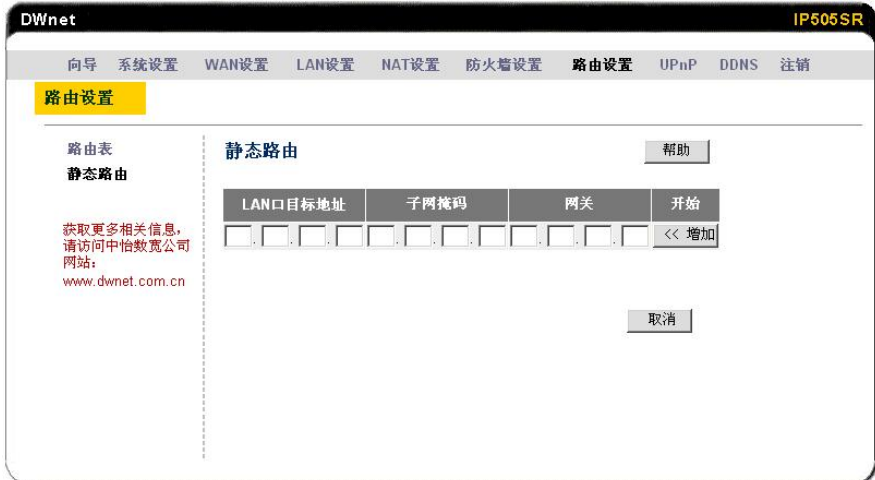 DWnet IP505SR
向导 系统设置 WAN设置 LAN设置 NAT设置 防火墙设置 路由设置 UPnP DDNS 注销
路由设置
路由表
静态路由
获取更多相关信息，
请访问中怡数宽公司
网站：
www.dwnet.com.cn
静态路由 帮助
LAN口目标地址 子网掩码 网关 开始
<< 增加
取消